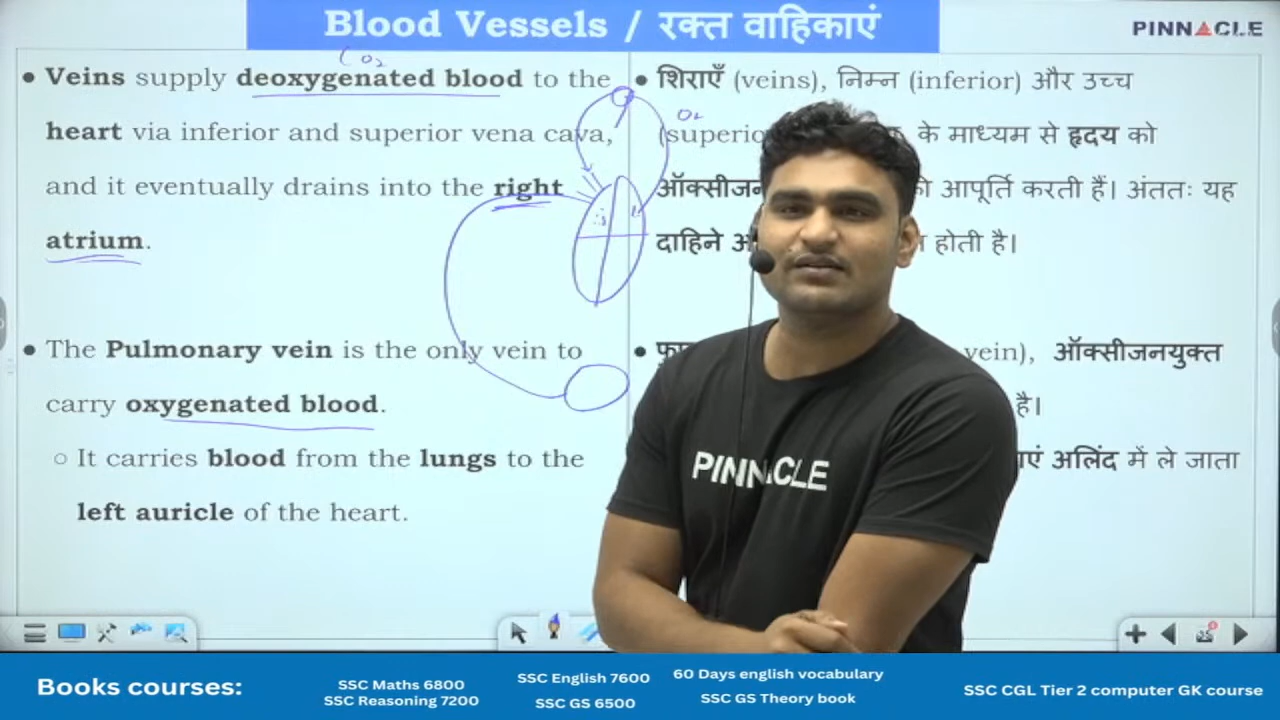 Blood Vessels / रक्त वाहिकाएं
PINNACLE
CO₂
• Veins supply deoxygenated blood to the
heart via inferior and superior vena cava,
and it eventually drains into the right
atrium.
• The Pulmonary vein is the only vein to
carry oxygenated blood.
○ It carries blood from the lungs to the
left auricle of the heart.
• शिराएँ (veins), निम्न (inferior) और उच्च
O₂
के माध्यम से हृदय को
आपूर्ति करती हैं। अंततः यह
दाहिने
होती है।
vein), ऑक्सीजनयुक्त
है।
अलिंद में ले जाता
PINNACLE
Books courses:
SSC Maths 6800
SSC Reasoning 7200
SSC English 7600
SSC GS 6500
60 Days english vocabulary
SSC GS Theory book
SSC CGL Tier 2 computer GK course